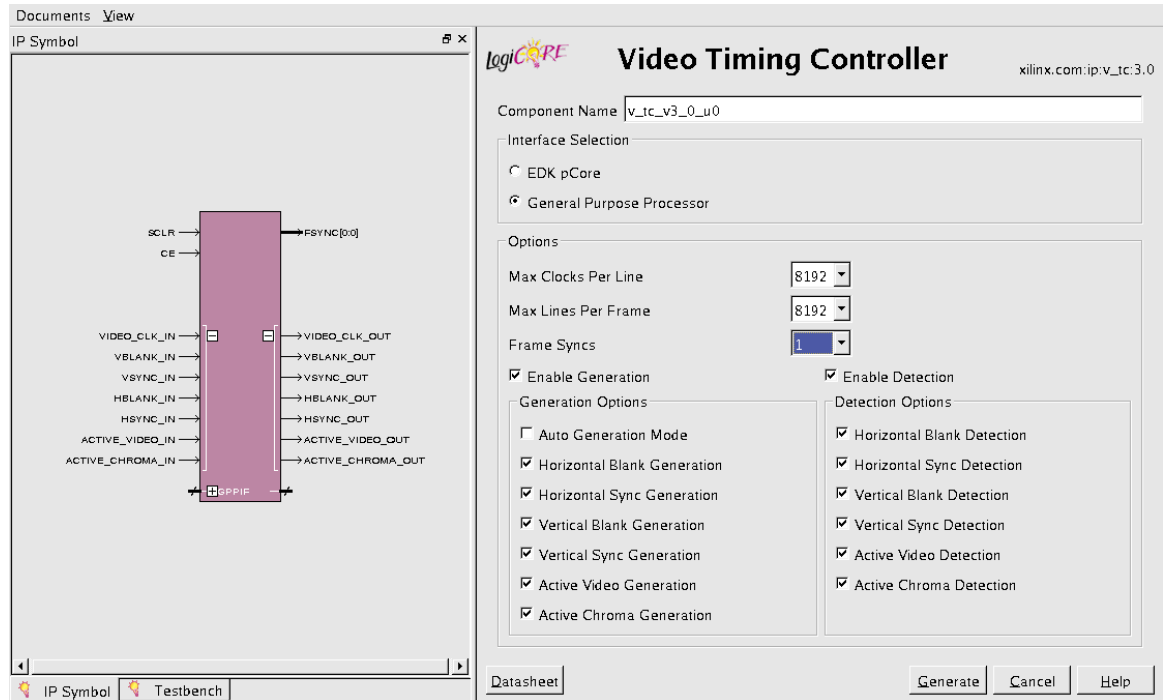 Documents View
IP Symbol
SCLR
FSYNC[0:0]
CE
VIDEO_CLK_IN
VIDEO_CLK_OUT
VBLANK_IN
VBLANK_OUT
VSYNC_IN
VSYNC_OUT
HBLANK_IN
HBLANK_OUT
HSYNC_IN
HSYNC_OUT
ACTIVE_VIDEO_IN
ACTIVE_VIDEO_OUT
ACTIVE_CHROMA_IN
ACTIVE_CHROMA_OUT
GPPIF
IP Symbol
Testbench
LogiCORE
Video Timing Controller
xilinx.com:ip:v_tc:3.0
Component Name v_tc_v3_0_u0
Interface Selection
EDK pCore
General Purpose Processor
Options
Max Clocks Per Line 8192
Max Lines Per Frame 8192
Frame Syncs 1
Enable Generation
Generation Options
Auto Generation Mode
Horizontal Blank Generation
Horizontal Sync Generation
Vertical Blank Generation
Vertical Sync Generation
Active Video Generation
Active Chroma Generation
Enable Detection
Detection Options
Horizontal Blank Detection
Horizontal Sync Detection
Vertical Blank Detection
Vertical Sync Detection
Active Video Detection
Active Chroma Detection
Datasheet
Generate
Cancel
Help